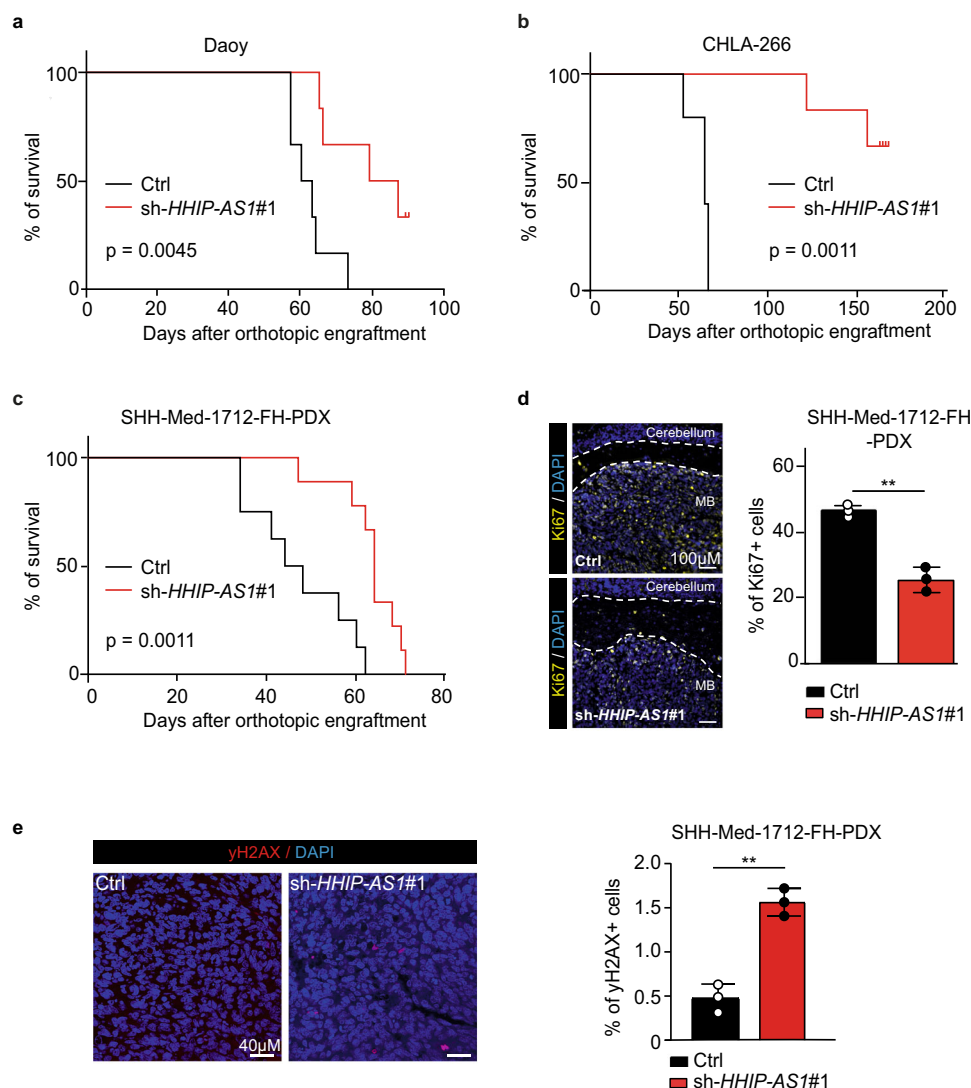 a
Daoy
100
50
0
% of survival
Ctrl
sh-HHIP-AS1#1
p = 0.0045
0 20 40 60 80 100
Days after orthotopic engraftment
b
CHLA-266
100
50
0
% of survival
Ctrl
sh-HHIP-AS1#1
p = 0.0011
0 50 100 150 200
Days after orthotopic engraftment
c
SHH-Med-1712-FH-PDX
100
50
0
% of survival
Ctrl
sh-HHIP-AS1#1
p = 0.0011
0 20 40 60 80
Days after orthotopic engraftment
d
Ki67 / DAPI
Cerebellum
MB
100µM
Ctrl
Ki67 / DAPI
Cerebellum
MB
sh-HHIP-AS1#1
SHH-Med-1712-FH
-PDX
60
40
20
0
% of Ki67+ cells
**
Ctrl
sh-HHIP-AS1#1
e
yH2AX / DAPI
Ctrl
40µM
sh-HHIP-AS1#1
SHH-Med-1712-FH-PDX
2.0
1.5
1.0
0.5
0
% of yH2AX+ cells
**
Ctrl
sh-HHIP-AS1#1